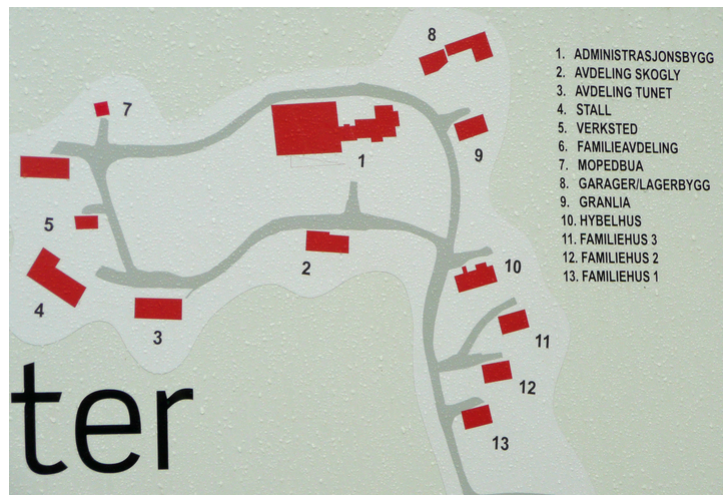 8
1. ADMINISTRASJONSBYGG
2. AVDELING SKOGLY
3. AVDELING TUNET
4. STALL
5. VERKSTED
6. FAMILIEAVDELING
7. MOPEDBUA
8. GARAGER/LAGERBYGG
9. GRANLIA
10. HYBELHUS
11. FAMILIEHUS 3
12. FAMILIEHUS 2
13. FAMILIEHUS 1
7
1
9
5
2
10
4
3
11
12
13
ter